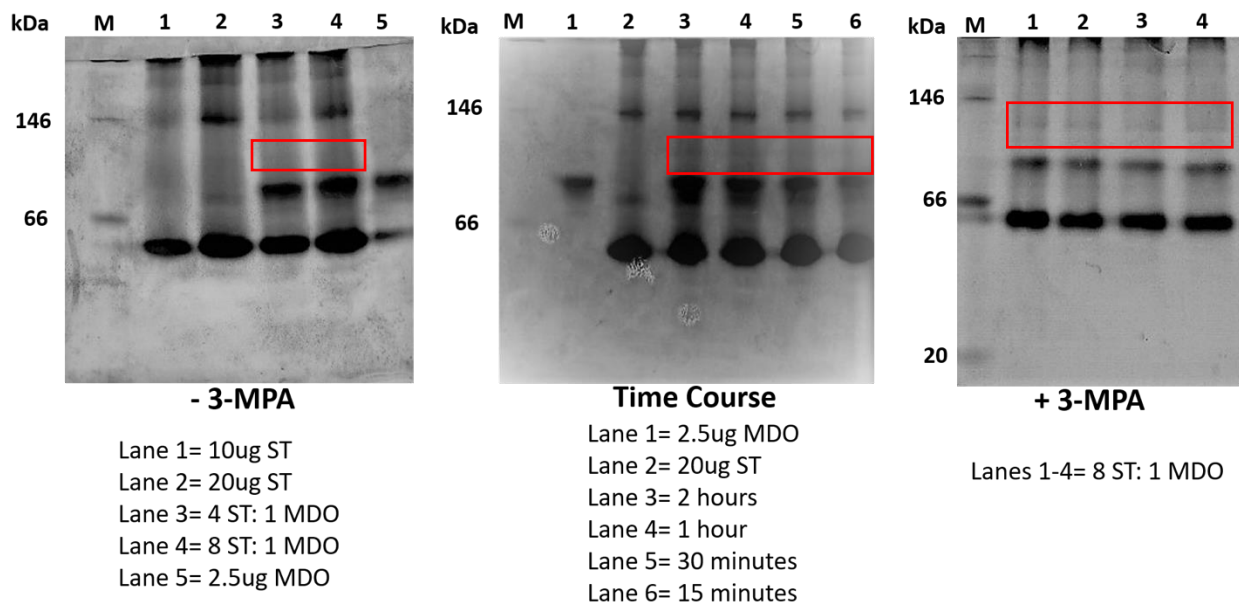 kDa M 1 2 3 4 5
146
66
- 3-MPA
Lane 1= 10ug ST
Lane 2= 20ug ST
Lane 3= 4 ST: 1 MDO
Lane 4= 8 ST: 1 MDO
Lane 5= 2.5ug MDO
kDa M 1 2 3 4 5 6
146
66
Time Course
Lane 1= 2.5ug MDO
Lane 2= 20ug ST
Lane 3= 2 hours
Lane 4= 1 hour
Lane 5= 30 minutes
Lane 6= 15 minutes
kDa M 1 2 3 4
146
66
20
+ 3-MPA
Lanes 1-4= 8 ST: 1 MDO